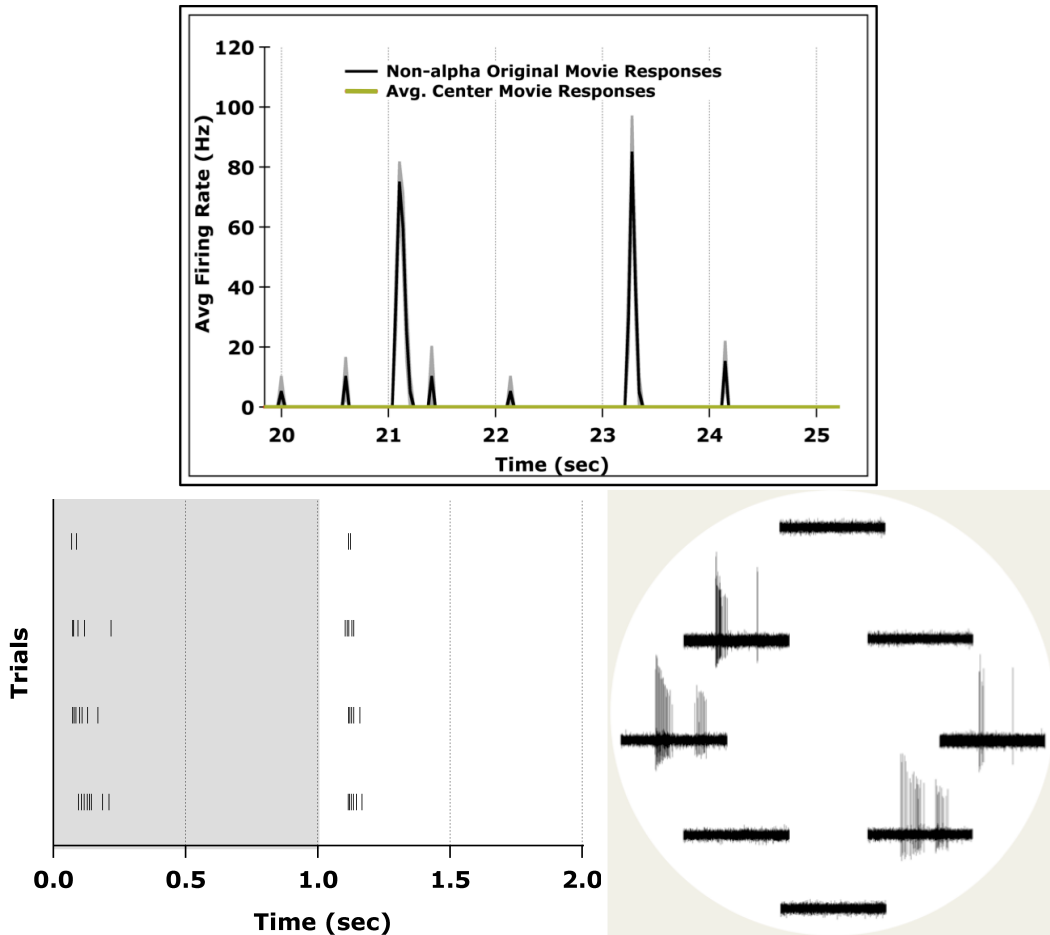 120
100
80
60
40
20
0
Avg Firing Rate (Hz)
Non-alpha Original Movie Responses
Avg. Center Movie Responses
20 21 22 23 24 25
Time (sec)
Trials
0.0 0.5 1.0 1.5 2.0
Time (sec)